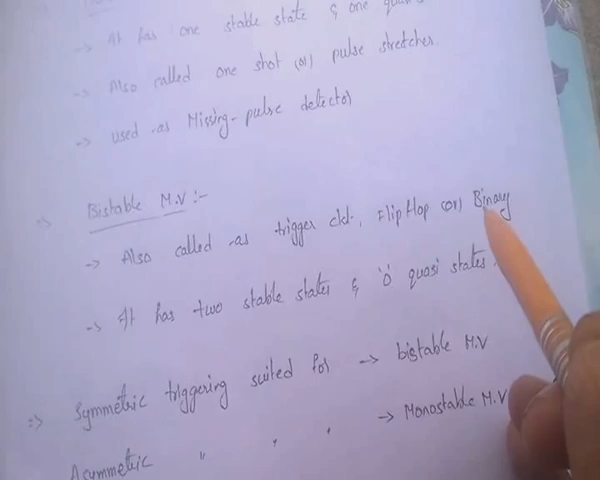 -> It has one stable state & one quasi
-> Also called one shot (or) pulse stretcher.
-> used as Missing-pulse detector
=> Bistable M.V :-
-> Also called as trigger ckt, Flip Flop (or) Binary
-> It has two stable states & 'o' quasi states.
=> Symmetric triggering suited for -> bistable M.V
Asymmetric " " " -> Monostable M.V